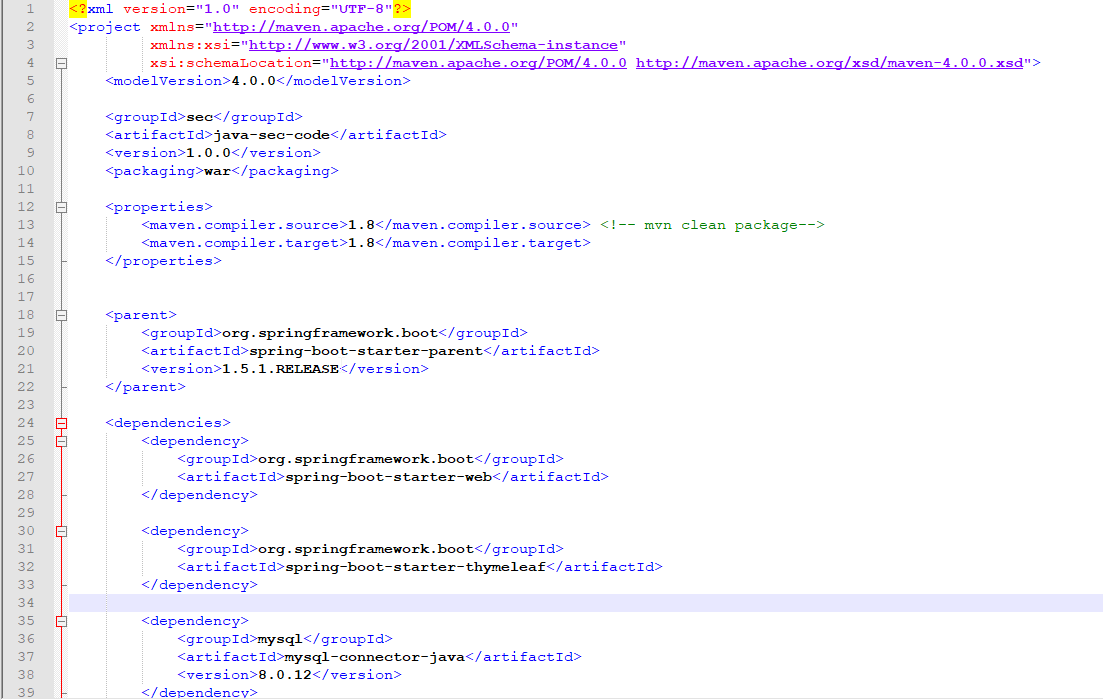 1 <?xml version="1.0" encoding="UTF-8"?>
2 <project xmlns="http://maven.apache.org/POM/4.0.0"
3 xmlns:xsi="http://www.w3.org/2001/XMLSchema-instance"
4 xsi:schemaLocation="http://maven.apache.org/POM/4.0.0 http://maven.apache.org/xsd/maven-4.0.0.xsd">
5 <modelVersion>4.0.0</modelVersion>
6
7 <groupId>sec</groupId>
8 <artifactId>java-sec-code</artifactId>
9 <version>1.0.0</version>
10 <packaging>war</packaging>
11
12 <properties>
13 <maven.compiler.source>1.8</maven.compiler.source> <!-- mvn clean package-->
14 <maven.compiler.target>1.8</maven.compiler.target>
15 </properties>
16
17
18 <parent>
19 <groupId>org.springframework.boot</groupId>
20 <artifactId>spring-boot-starter-parent</artifactId>
21 <version>1.5.1.RELEASE</version>
22 </parent>
23
24 <dependencies>
25 <dependency>
26 <groupId>org.springframework.boot</groupId>
27 <artifactId>spring-boot-starter-web</artifactId>
28 </dependency>
29
30 <dependency>
31 <groupId>org.springframework.boot</groupId>
32 <artifactId>spring-boot-starter-thymeleaf</artifactId>
33 </dependency>
34
35 <dependency>
36 <groupId>mysql</groupId>
37 <artifactId>mysql-connector-java</artifactId>
38 <version>8.0.12</version>
39 </dependency>